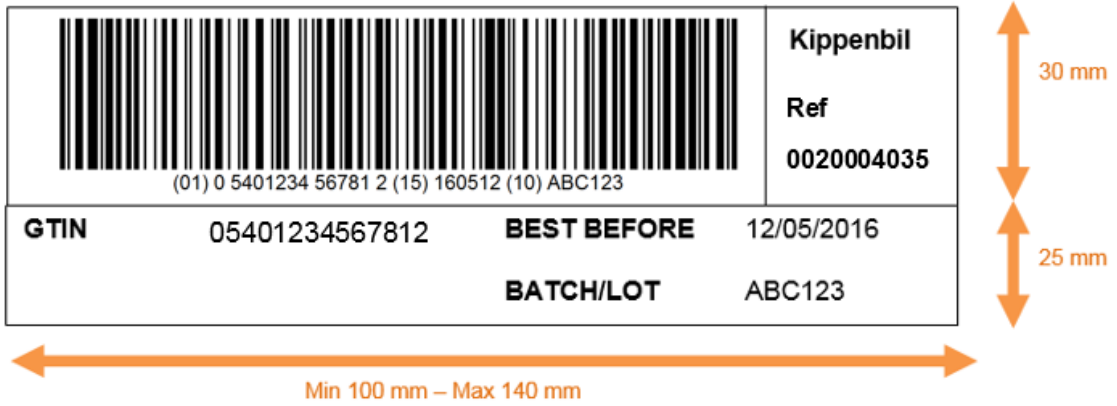 Kippenbil
30 mm
Ref
0020004035
(01) 0 5401234 56781 2 (15) 160512 (10) ABC123
GTIN 05401234567812 BEST BEFORE 12/05/2016
25 mm
BATCH/LOT ABC123
Min 100 mm – Max 140 mm